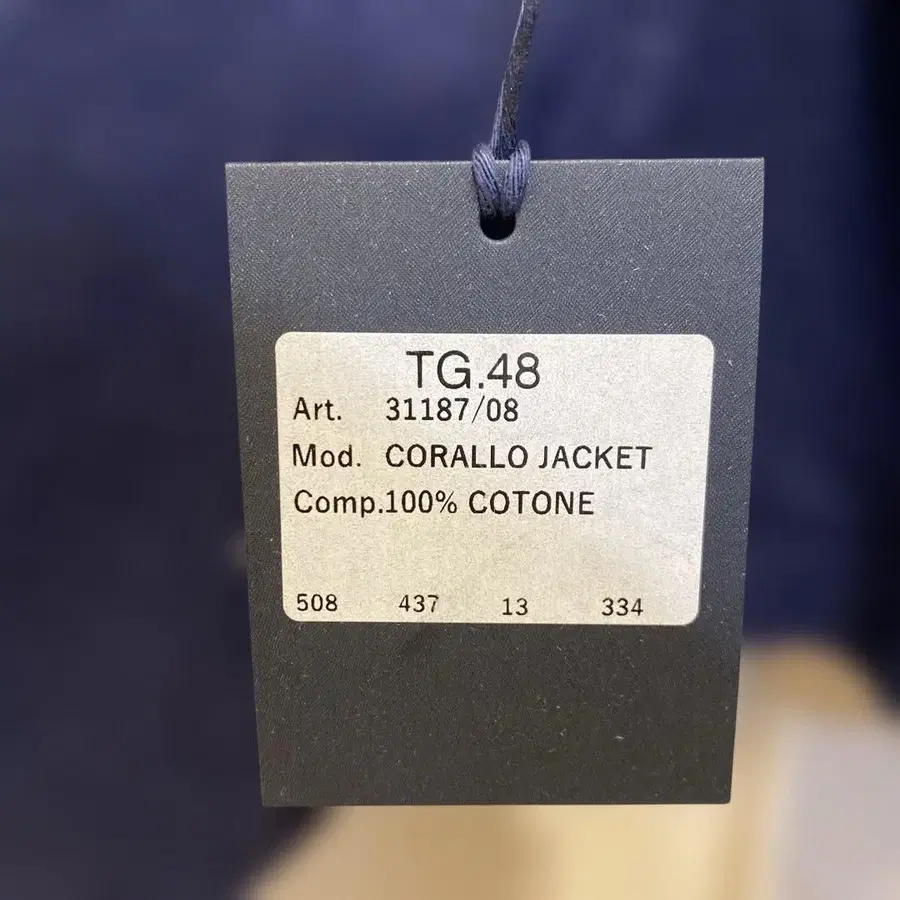 TG.48
Art. 31187/08
Mod. CORALLO JACKET
Comp.100% COTONE
508 437 13 334